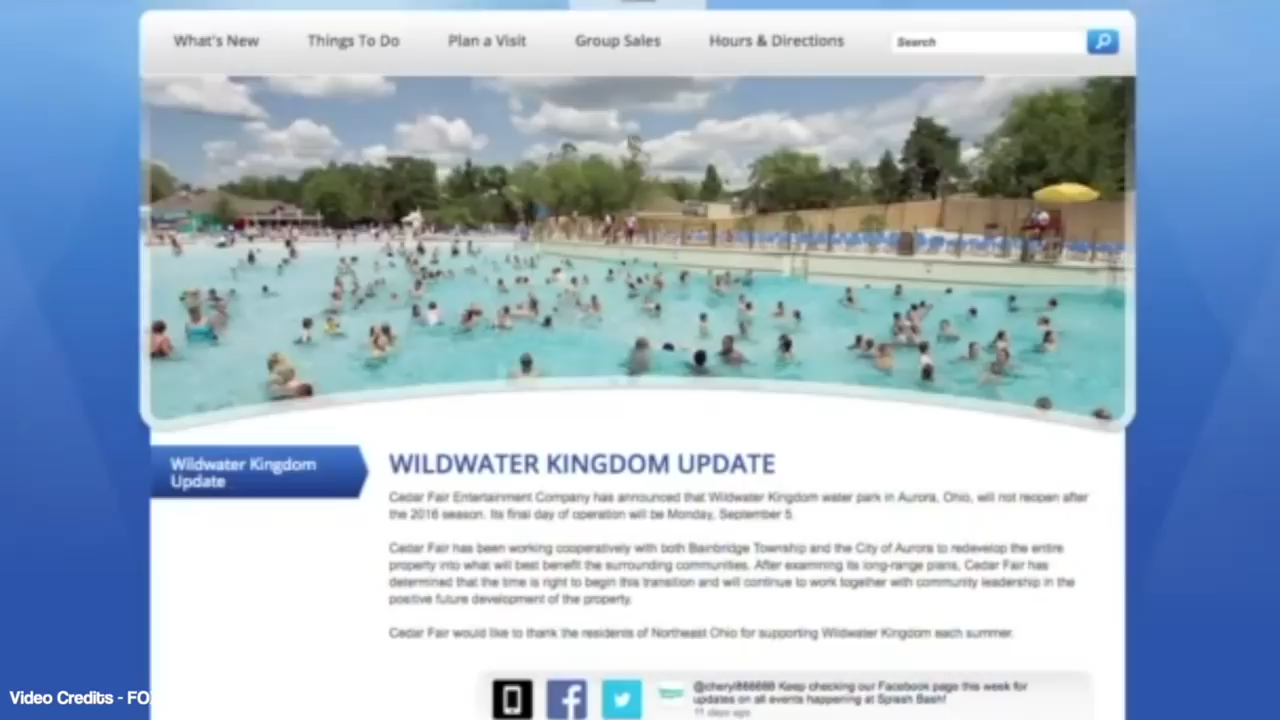 What's New
Things To Do
Plan a Visit
Group Sales
Hours & Directions
Search
Wildwater Kingdom
Update
WILDWATER KINGDOM UPDATE
Cedar Fair Entertainment Company has announced that Wildwater Kingdom water park in Aurora, Ohio, will not reopen after
the 2016 season. Its final day of operation will be Monday, September 5.
Cedar Fair has been working cooperatively with both Bainbridge Township and the City of Aurora to redevelop the entire
property into what will best benefit the surrounding communities. After examining its long-range plans, Cedar Fair has
determined that the time is right to begin this transition and will continue to work together with community leadership in the
positive future development of the property.
Cedar Fair would like to thank the residents of Northeast Ohio for supporting Wildwater Kingdom each summer.
Keep checking our Facebook page this week for
updates on all events happening at Splash Bash!
11 days ago
Video Credits - FO